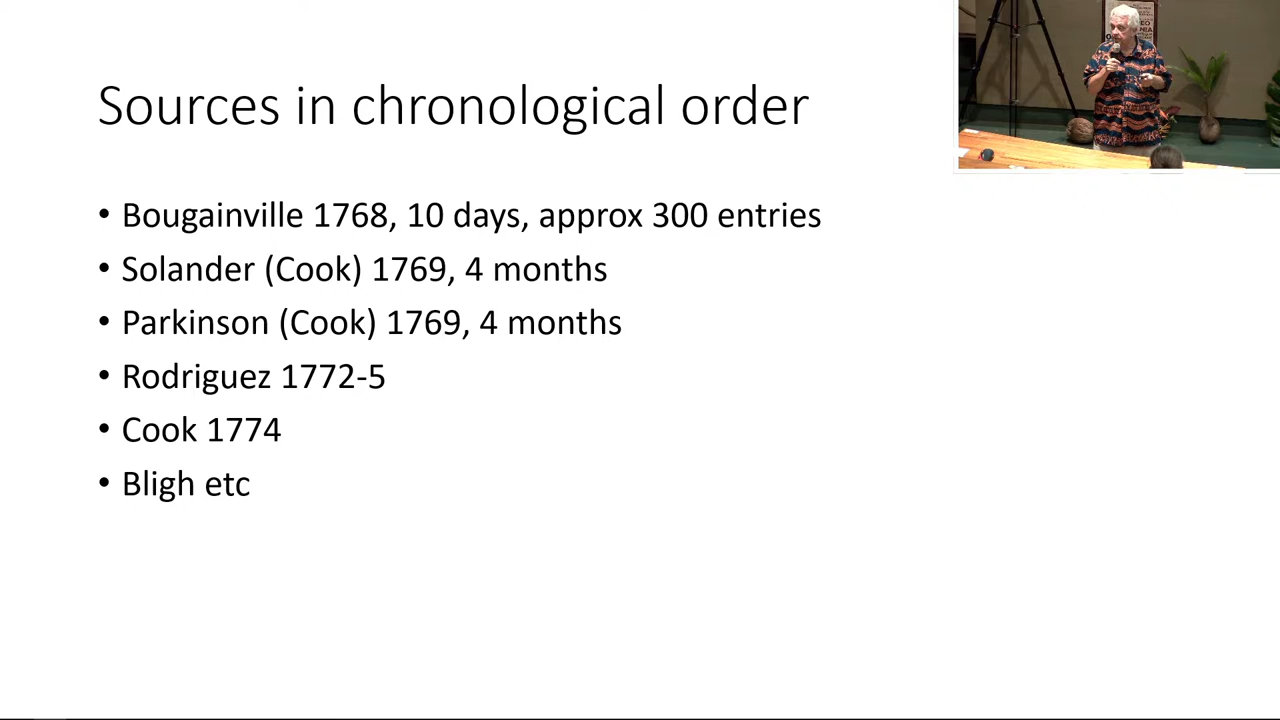 Sources in chronological order
• Bougainville 1768, 10 days, approx 300 entries
• Solander (Cook) 1769, 4 months
• Parkinson (Cook) 1769, 4 months
• Rodriguez 1772-5
• Cook 1774
• Bligh etc